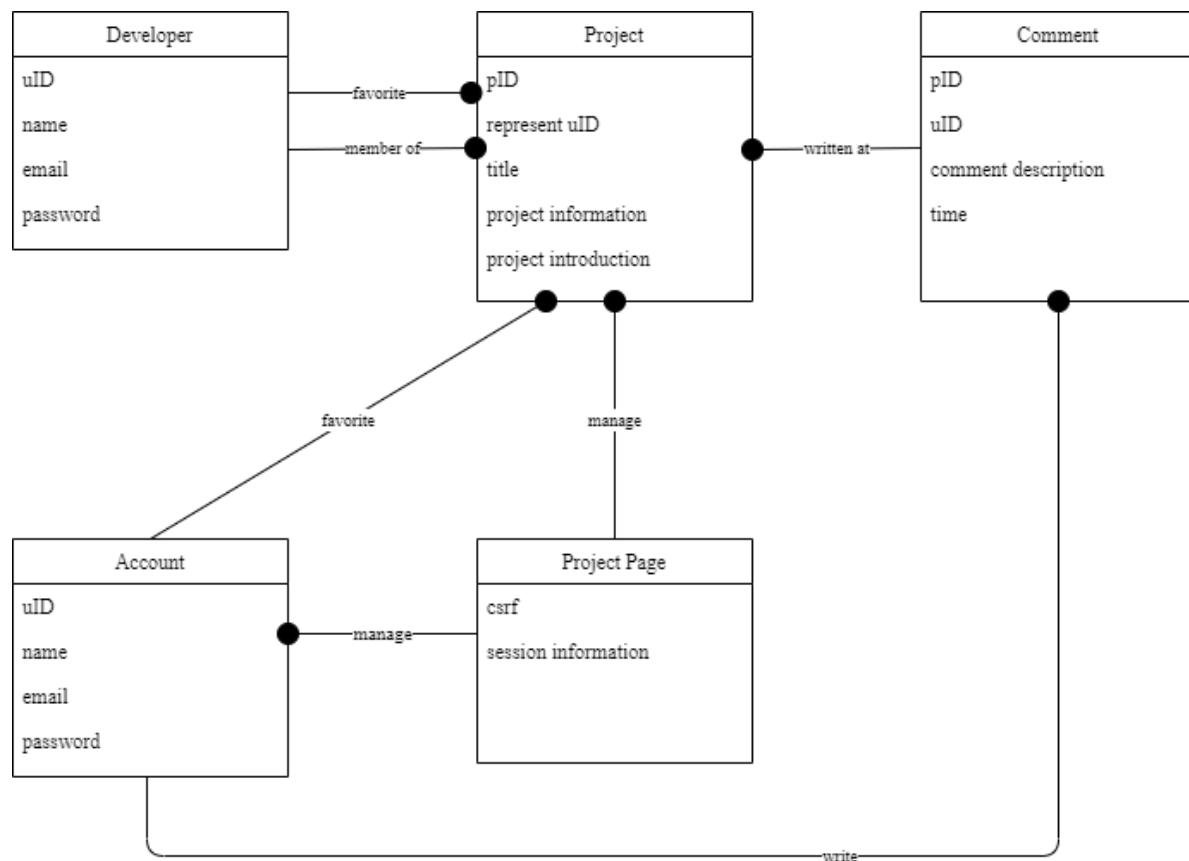 Developer
uID
name
email
password
favorite
member of
Project
pID
represent uID
title
project information
project introduction
written at
Comment
pID
uID
comment description
time
favorite
manage
Account
uID
name
email
password
manage
Project Page
csrf
session information
write